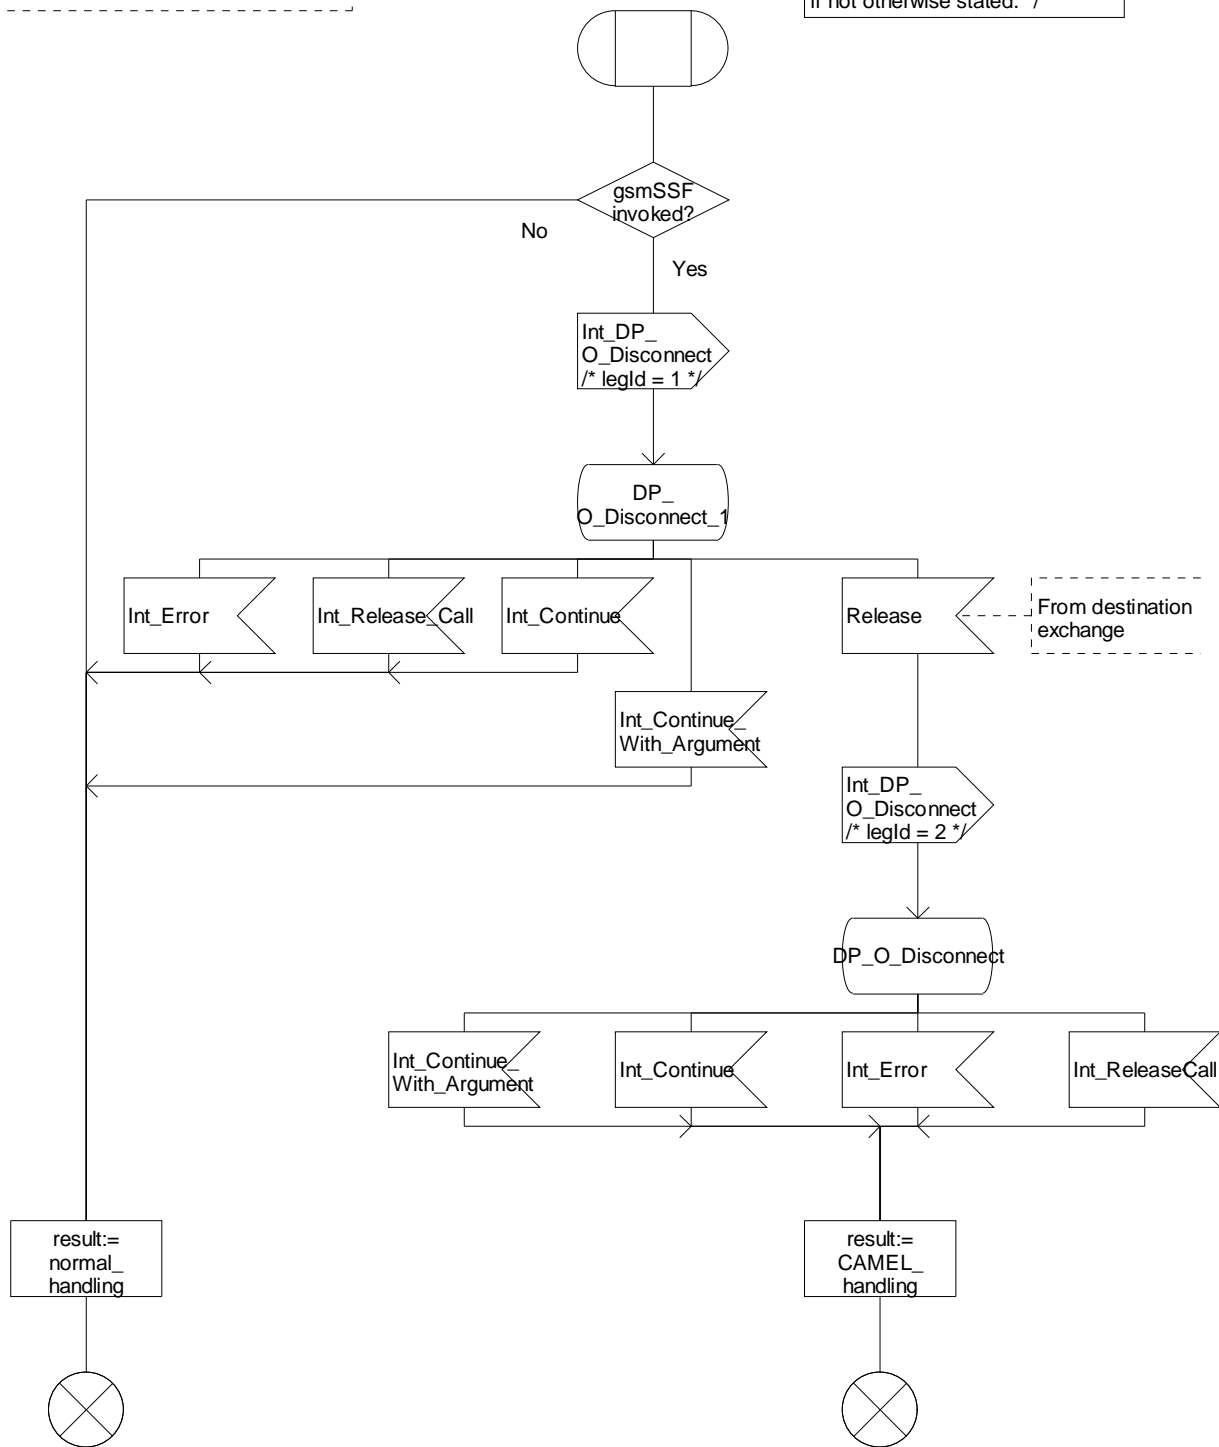 if not otherwise stated. */
gsmSSF
invoked?
No
Yes
Int_DP_
O_Disconnect
/* legId = 1 */
DP_
O_Disconnect_1
Int_Error
Int_Release_Call
Int_Continue
Release
From destination
exchange
Int_Continue_
With_Argument
Int_DP_
O_Disconnect
/* legId = 2 */
DP_O_Disconnect
Int_Continue_
With_Argument
Int_Continue
Int_Error
Int_ReleaseCall
result:=
normal_
handling
result:=
CAMEL_
handling